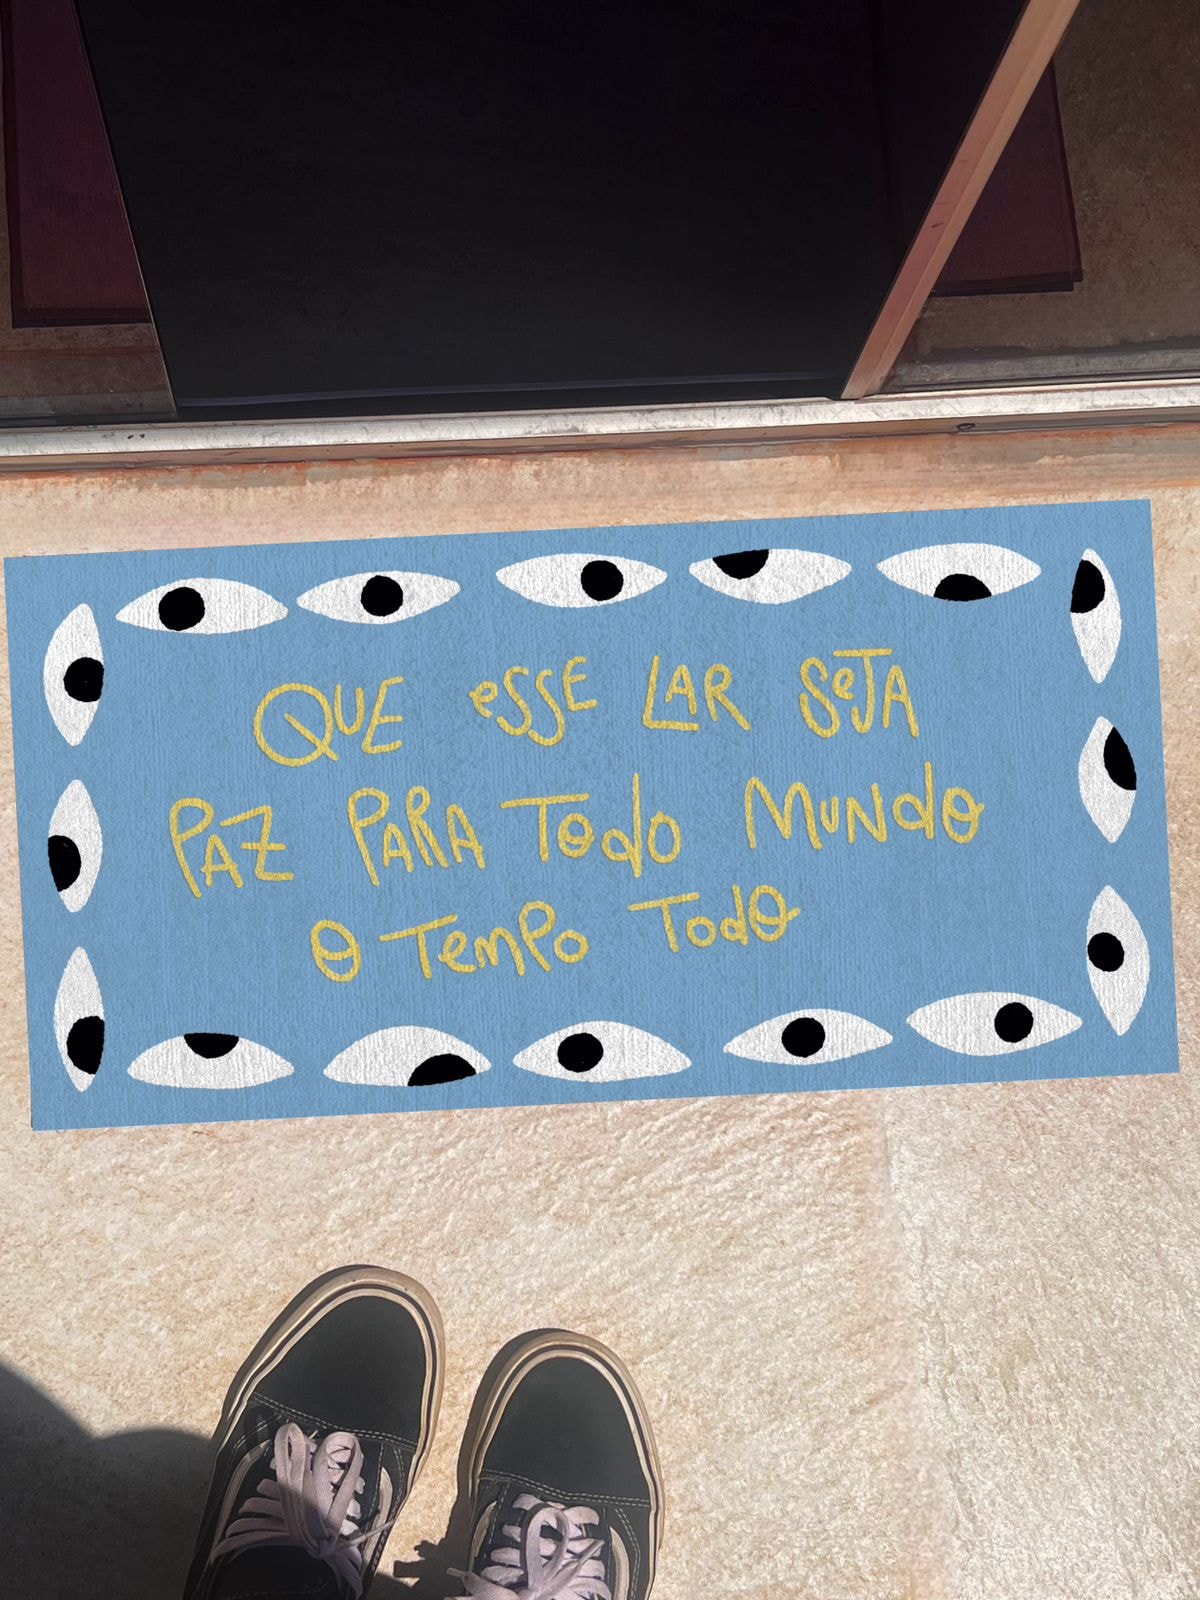 QUE eSSE LAR SeJA
PAZ PARA Todo MUNdO
O TemPo TodO